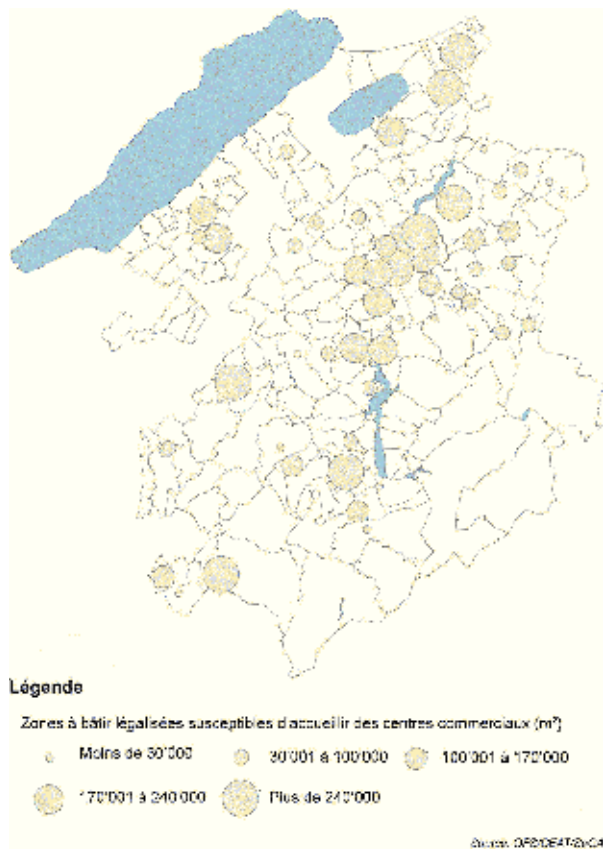 Légende
Zones à bâtir légalisées susceptibles d'accueillir des centres commerciaux (m²)
Moins de 30'000 30'001 à 100'000 100'001 à 170'000
170'001 à 240'000 Plus de 240'000
Source: